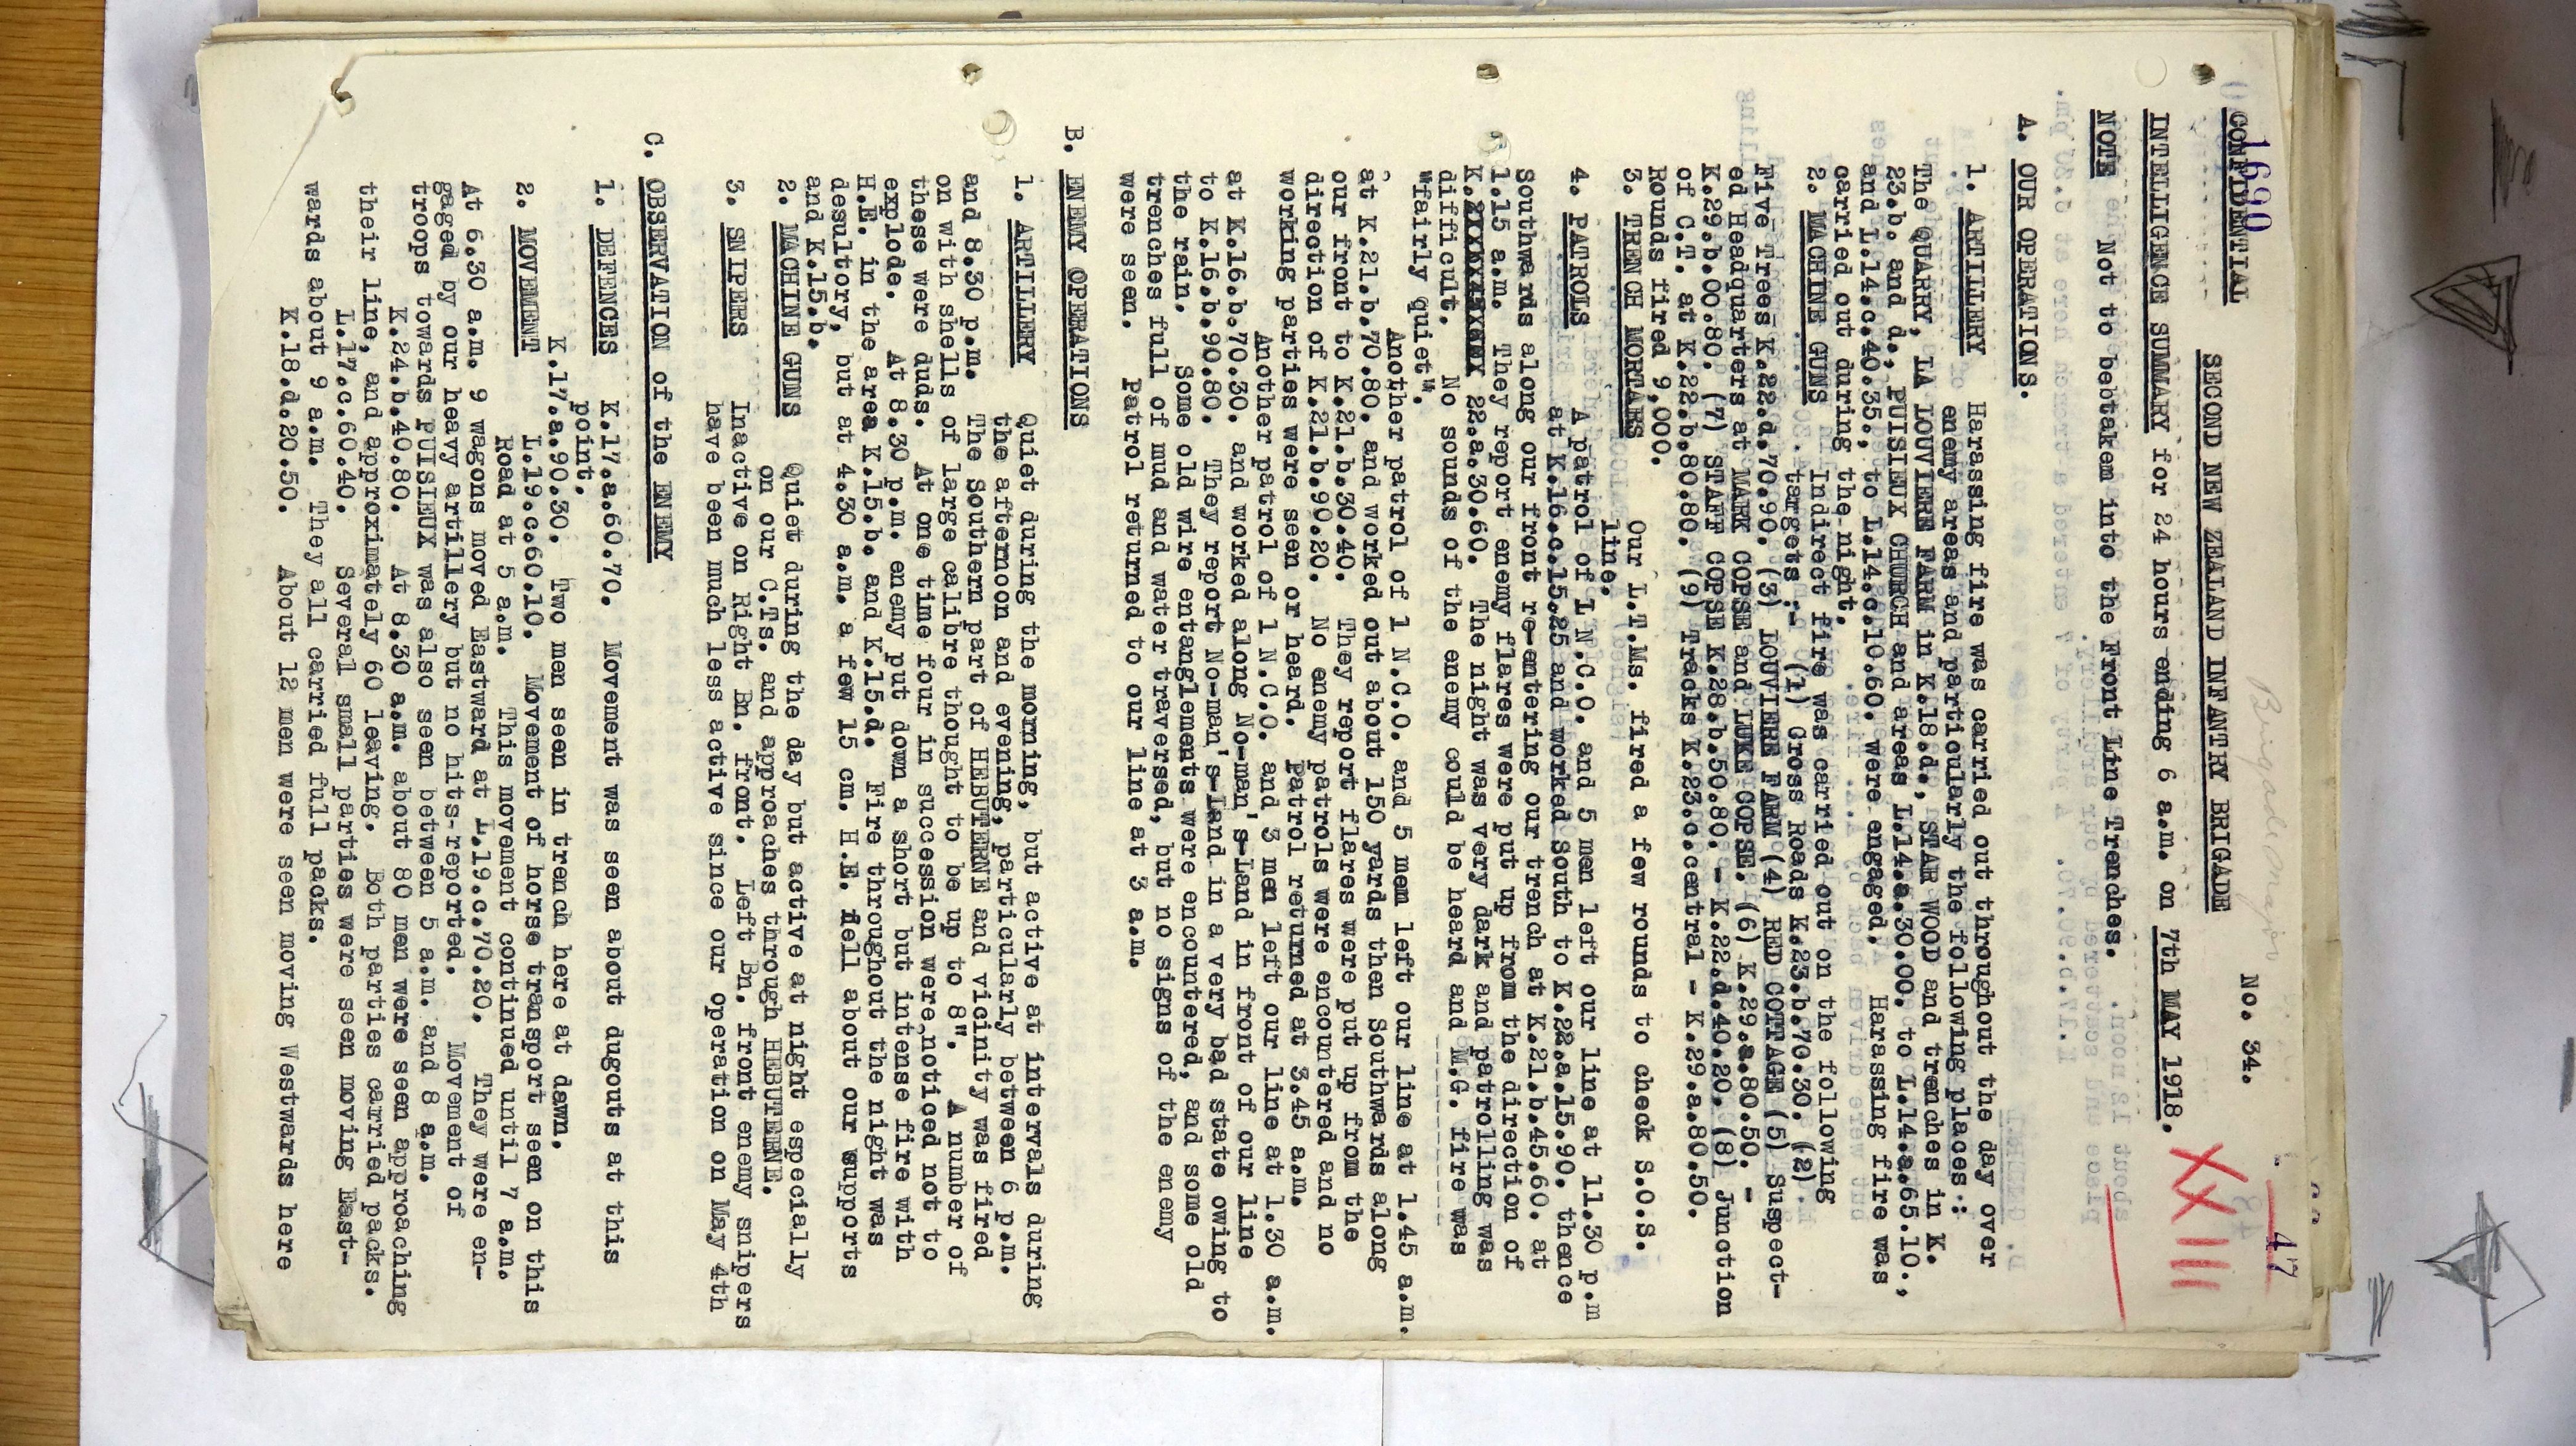 1690
47
CONFIDENTIAL
No. 34.
SECOND NEW ZEALAND INFANTRY BRIGADE
XXIII
INTELLIGENCE SUMMARY for 24 hours ending 6 a.m. on 7th MAY 1918.
NOTE Not to bebtakem into the Front Line Trenches.
A. OUR OPERATIONS.
1. ARTILLERY Harassing fire was carried out throughout the day over
enemy areas and particularly the following places :
The QUARRY, LA LOUVIERE FARM in K.18.d., STAR WOOD and trenches in K.
23.b. and d., PUISIEUX CHURCH and areas L.14.a.30.00. to L.14.a.65.10.,
and L.14.c.40.35., to L.14.c.10.60. were engaged. Harassing fire was
carried out during the night.
2. MACHINE GUNS Indirect fire was carried out on the following
targets :- (1) Cross Roads K.23.b.70.30. (2)
Five Trees K.22.d.70.90. (3) LOUVIERE FARM (4) RED COTTAGE (5) Suspect-
ed Headquarters at MARK COPSE and LUKE COPSE. (6) K.29.a.80.50. -
K.29.b.00.80. (7) STAFF COPSE K.28.b.50.80. - K.22.d.40.20. (8) Junction
of C.T. at K.22.b.80.80. (9) Tracks K.23.c.central - K.29.a.80.50.
Rounds fired 9,000.
3. TRENCH MORTARS Our L.T.Ms. fired a few rounds to check S.O.S.
line.
4. PATROLS A patrol of 1 N.C.O. and 5 men left our line at 11.30 p.m
at K.16.c.15.25 and worked South to K.22.a.15.90. thence
Southwards along our front re-entering our trench at K.21.b.45.60. at
1.15 a.m. They report enemy flares were put up from the direction of
K. 22.a.30.60. The night was very dark and patrolling was
difficult. No sounds of the enemy could be heard and M.G. fire was
"fairly quiet".
Another patrol of 1 N.C.O. and 5 mem left our line at 1.45 a.m.
at K.21.b.70.80. and worked out about 150 yards then Southwards along
our front to K.21.b.30.40. They report flares were put up from the
direction of K.21.b.90.20. No enemy patrols were encountered and no
working parties were seen or heard. Patrol returned at 3.45 a.m.
Another patrol of 1 N.C.O. and 3 men left our line at 1.30 a.m.
at K.16.b.70.30. and worked along No-man's-Land in front of our line
to K.16.b.90.80. They report No-man's-Land in a very bad state owing to
the rain. Some old wire entanglements were encountered, and some old
trenches full of mud and water traversed, but no signs of the enemy
were seen. Patrol returned to our line at 3 a.m.
B. ENEMY OPERATIONS
1. ARTILLERY Quiet during the morning, but active at intervals during
the afternoon and evening, particularly between 6 p.m.
and 8.30 p.m. The Southern part of HEBUTERNE and vicinity was fired
on with shells of large calibre thought to be up to 8". A number of
these were duds. At one time four in succession were noticed not to
explode. At 8.30 p.m. enemy put down a short but intense fire with
H.E. in the area K.15.b. and K.15.d. Fire throughout the night was
desultory, but at 4.30 a.m. a few 15 cm. H.E. fell about our supports
and K.15.b.
2. MACHINE GUNS Quiet during the day but active at night especially
on our C.Ts. and approaches through HEBUTERNE.
3. SNIPERS Inactive on Right Bn. front. Left Bn. front enemy snipers
have been much less active since our operation on May 4th
C. OBSERVATION of the ENEMY
1. DEFENCES K.17.a.60.70. Movement was seen about dugouts at this
point.
K.17.a.90.30. Two men seen in trench here at dawn.
2. MOVEMENT L.19.c.60.10. Movement of horse transport seen on this
Road at 5 a.m. This movement continued until 7 a.m.
At 6.30 a.m. 9 wagons moved Eastward at L.19.c.70.20. They were en-
gaged by our heavy artillery but no hits reported. Movement of
troops towards PUISIEUX was also seen between 5 a.m. and 8 a.m.
K.24.b.40.80. At 8.30 a.m. about 80 men were seen approaching
their line, and approximately 60 leaving. Both parties carried packs.
L.17.c.60.40. Several small parties were seen moving East-
wards about 9 a.m. They all carried full packs.
K.18.d.20.50. About 12 men were seen moving Westwards here